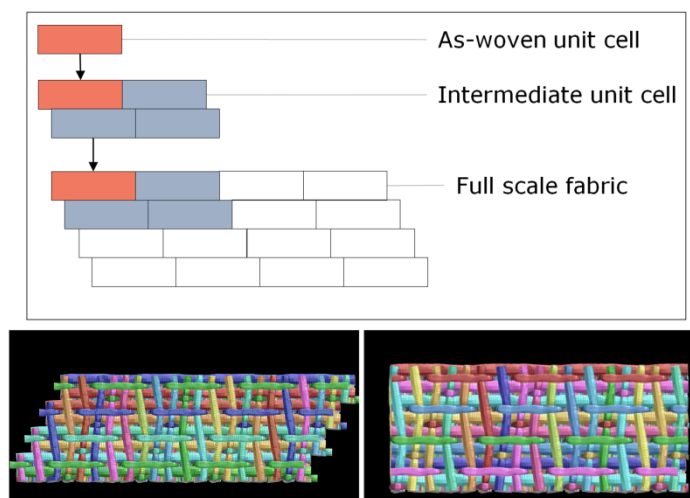 As-woven unit cell
Intermediate unit cell
Full scale fabric